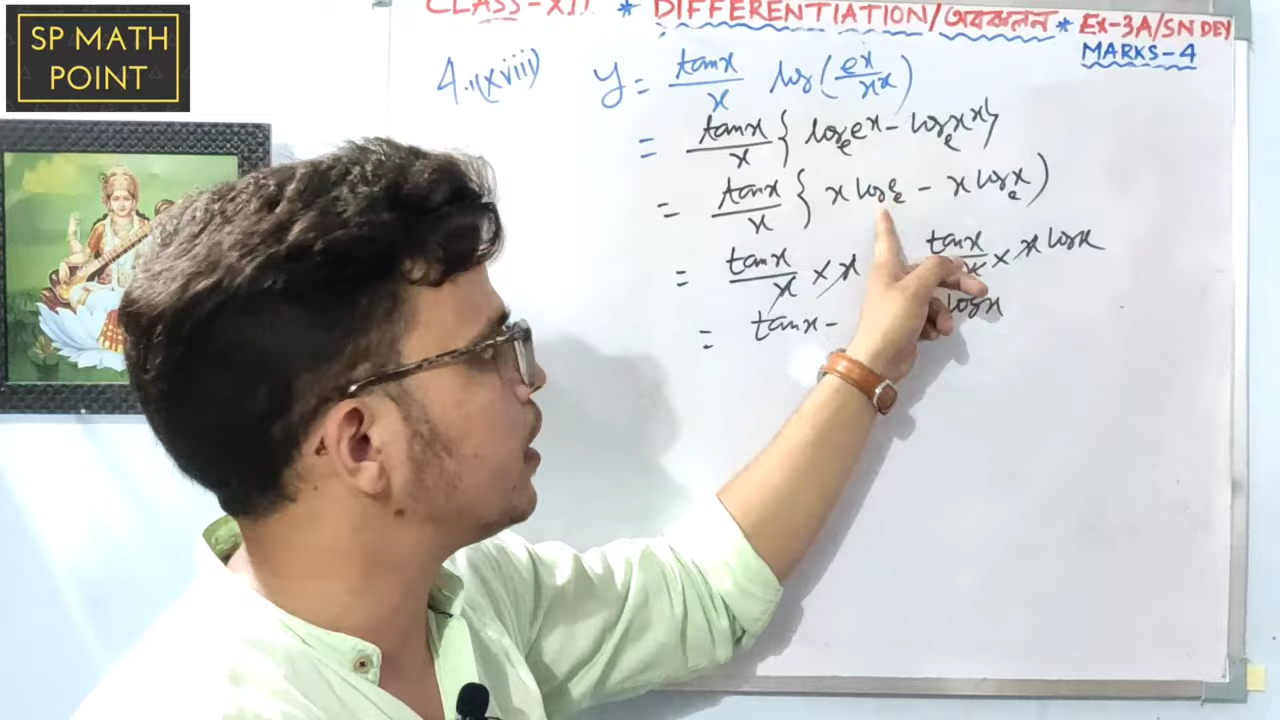 SP MATH
POINT
CLASS-XII * DIFFERENTIATION/অবকলন * Ex-3A/SN DEY
MARKS-4
4.(xviii) y = tanx/x log(e^x/x^x)
= tanx/x { log_e e^x - log_e x^x }
= tanx/x { x log_e e - x log_e x )
= tanx/x × x tanx/x × x logx
= tanx - logx